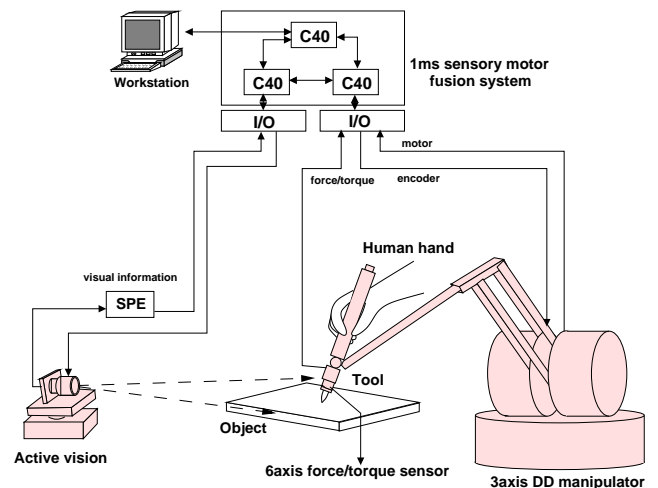 C40
Workstation
1ms sensory motor
fusion system
C40
C40
I/O
I/O
motor
force/torque
encoder
Human hand
visual information
SPE
Tool
Object
Active vision
6axis force/torque sensor
3axis DD manipulator